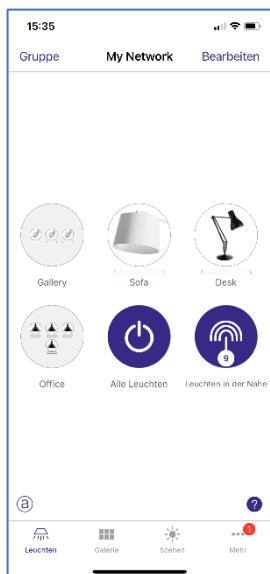 15:35
Gruppe My Network Bearbeiten
Gallery Sofa Desk
9
Office Alle Leuchten Leuchten in der Nähe
a ?
1
Leuchten Galerie Szenen Mehr